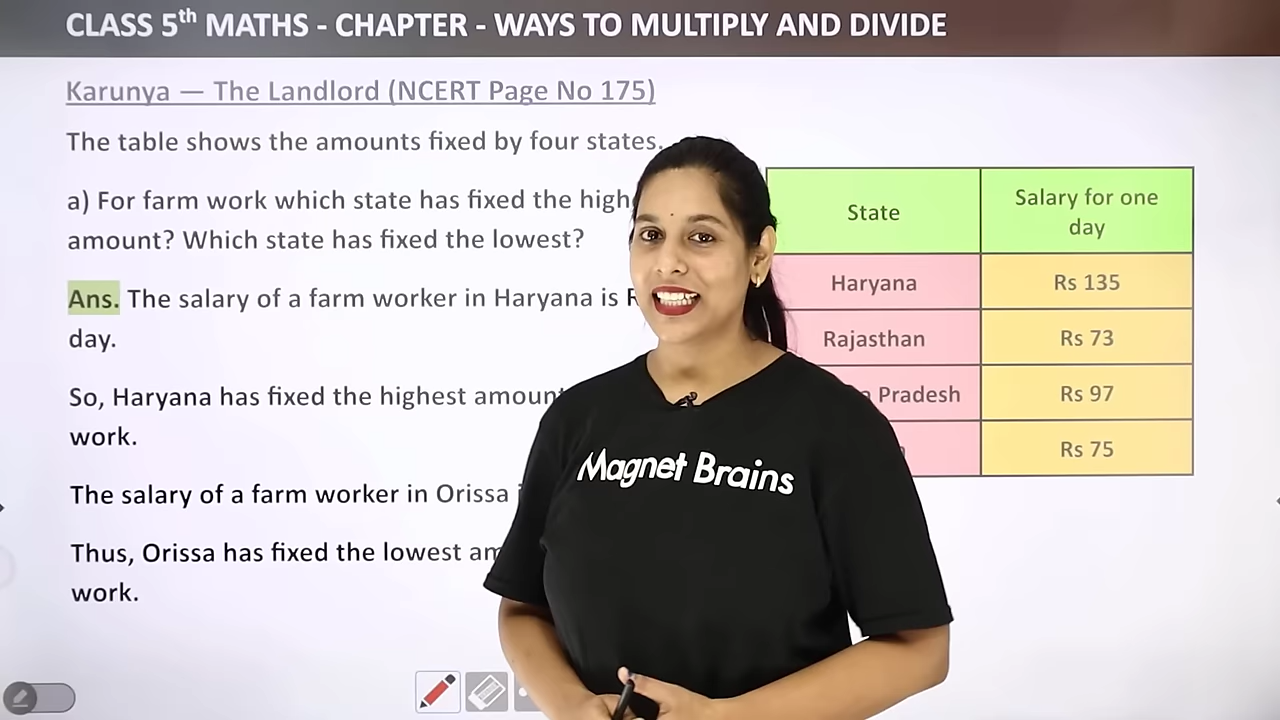 CLASS 5th MATHS - CHAPTER - WAYS TO MULTIPLY AND DIVIDE
Karunya — The Landlord (NCERT Page No 175)
The table shows the amounts fixed by four states.
a) For farm work which state has fixed the
amount? Which state has fixed the lowest?
Ans. The salary of a farm worker in Haryana is
day.
So, Haryana has fixed the highest
work.
The salary of a farm worker in Orissa
Thus, Orissa has fixed the lowest
work.
State Salary for one
day
Haryana Rs 135
Rajasthan Rs 73
Pradesh Rs 97
Rs 75
Magnet Brains